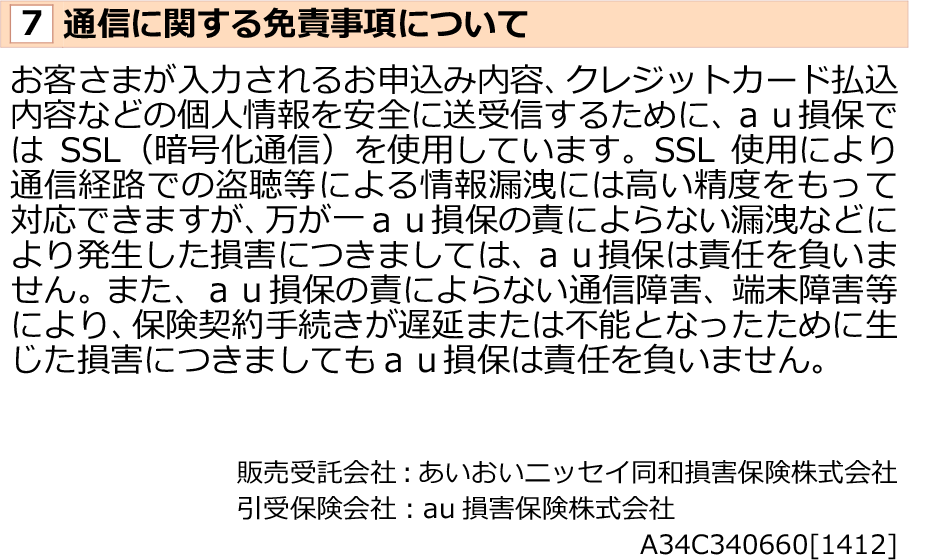 7 通信に関する免責事項について
お客さまが入力されるお申込み内容、クレジットカード払込
内容などの個人情報を安全に送受信するために、ａｕ損保で
は SSL（暗号化通信）を使用しています。SSL 使用により
通信経路での盗聴等による情報漏洩には高い精度をもって
対応できますが、万が一ａｕ損保の責によらない漏洩などに
より発生した損害につきましては、ａｕ損保は責任を負いま
せん。また、ａｕ損保の責によらない通信障害、端末障害等
により、保険契約手続きが遅延または不能となったために生
じた損害につきましてもａｕ損保は責任を負いません。
販売受託会社：あいおいニッセイ同和損害保険株式会社
引受保険会社：au 損害保険株式会社
A34C340660[1412]